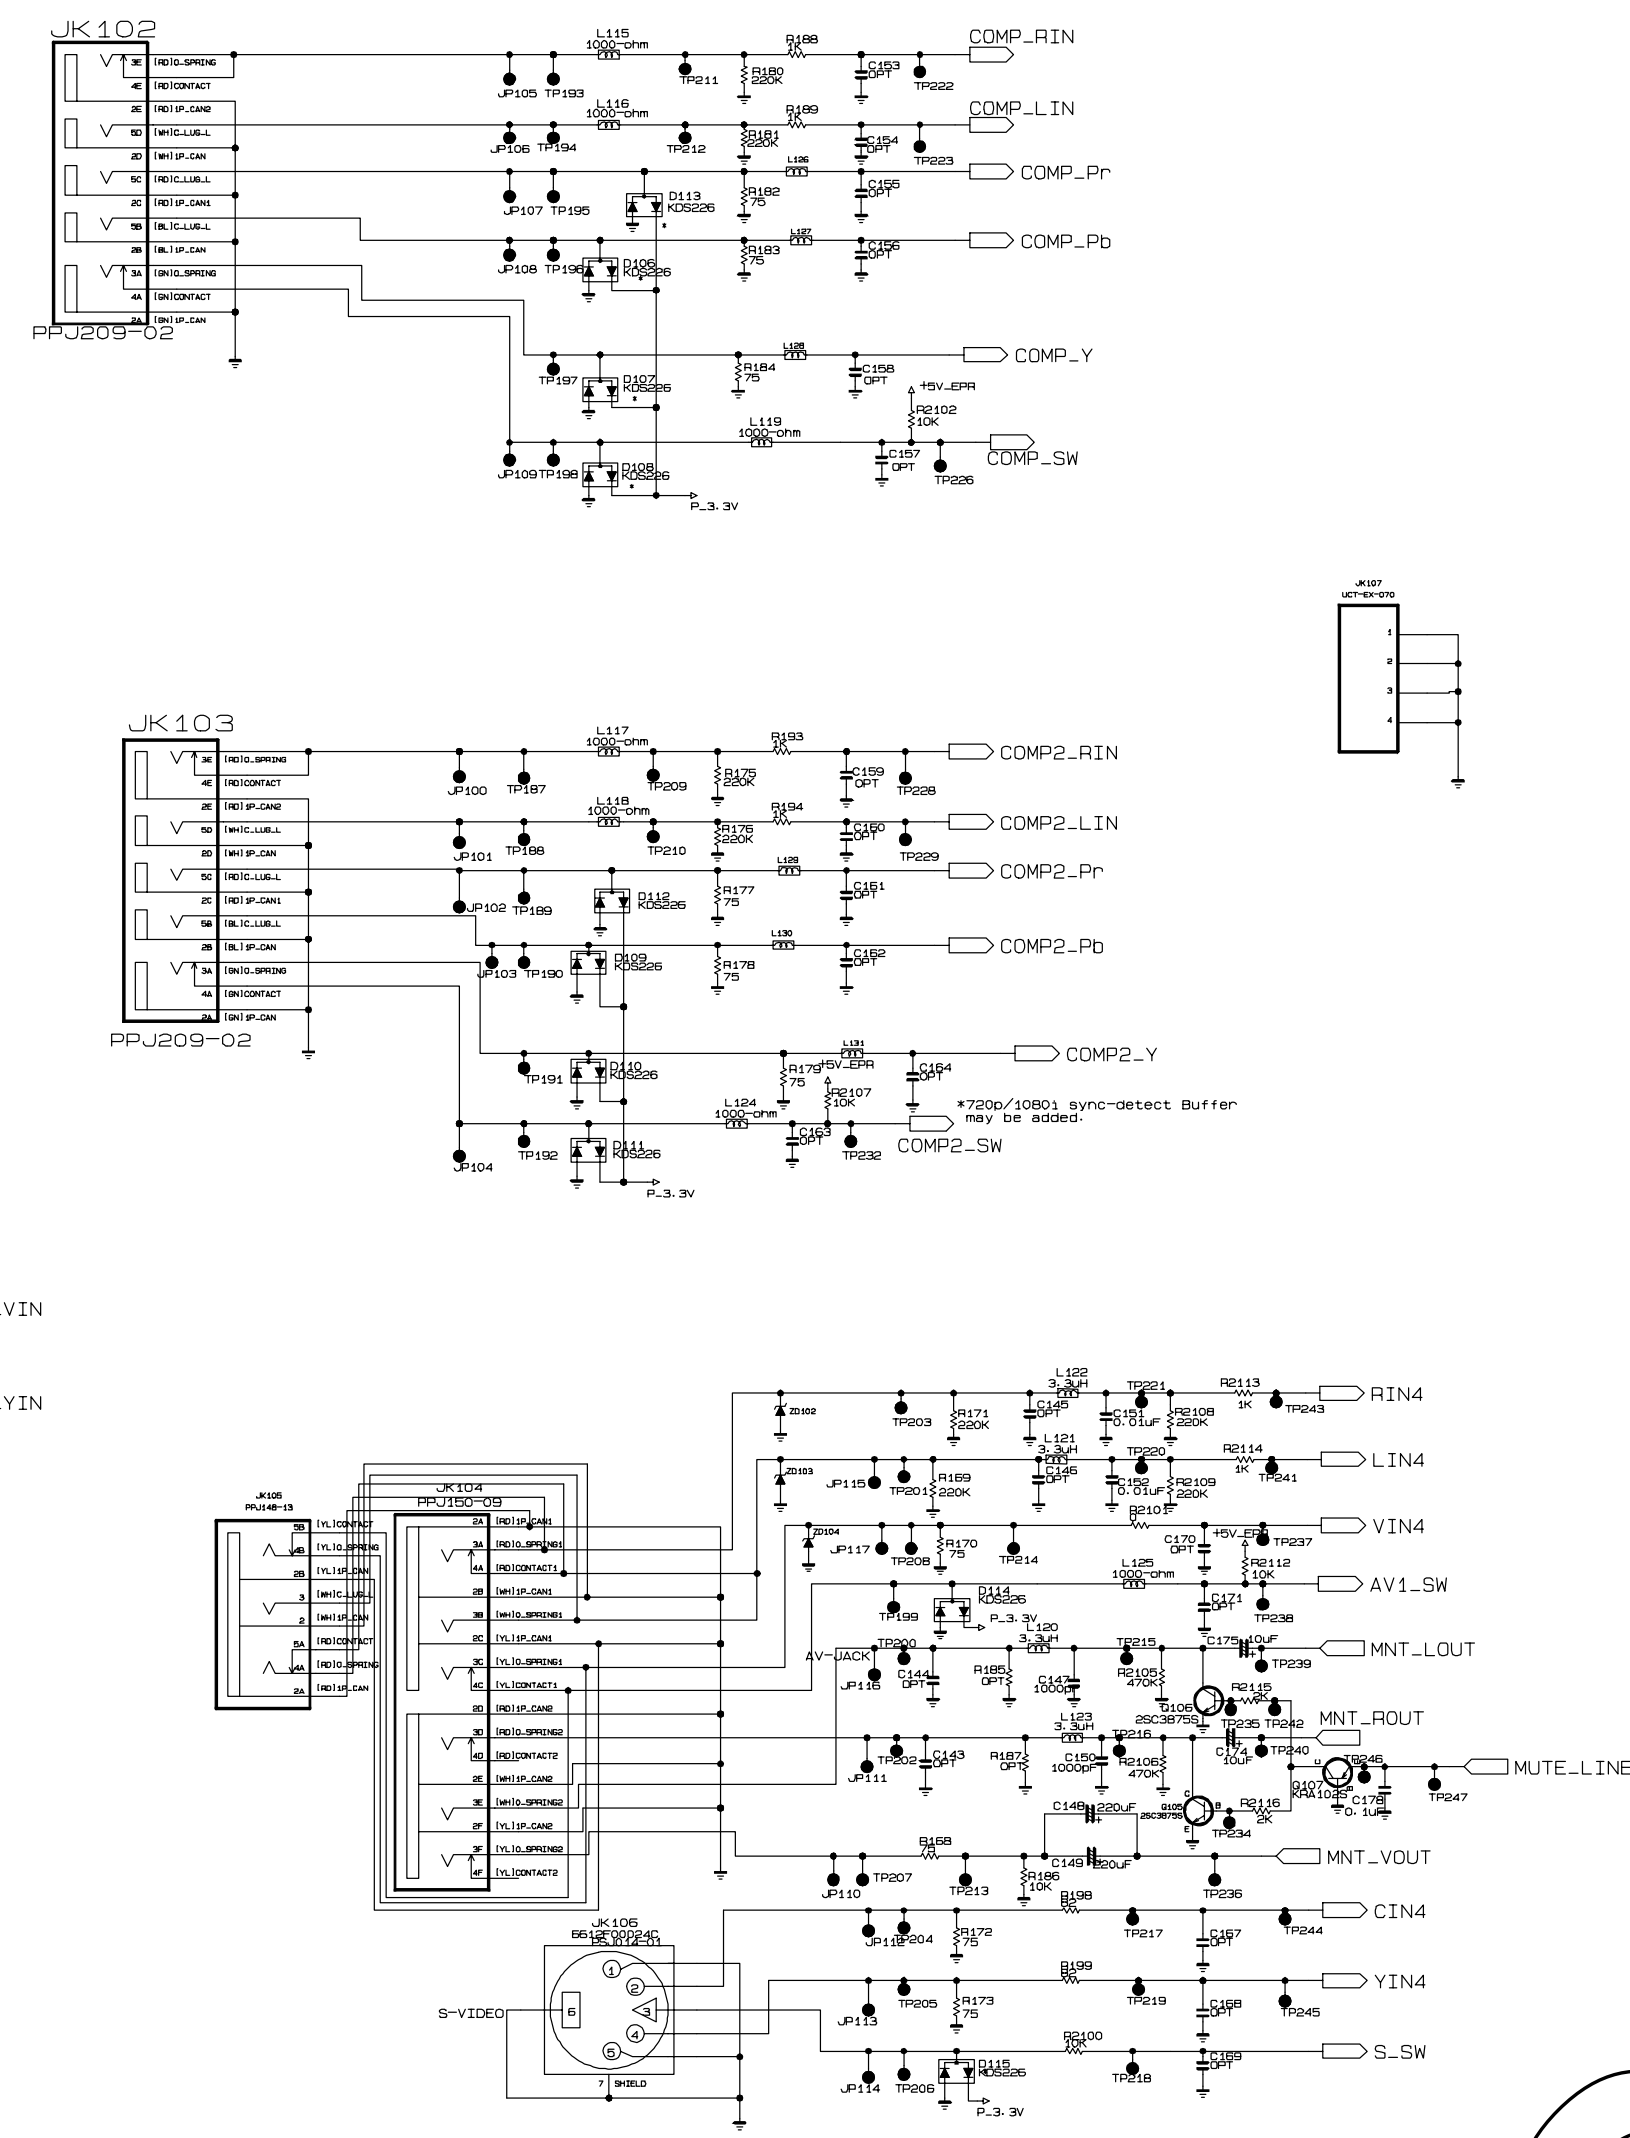 JK102
3E [RD]O_SPRING
4E [RD]CONTACT
2E [RD]1P_CAN2
5D [WH]C_LUG_L
2D [WH]1P_CAN
5C [RD]C_LUG_L
2C [RD]1P_CAN1
5B [BL]C_LUG_L
2B [BL]1P_CAN
3A [GN]O_SPRING
4A [GN]CONTACT
2A [GN]1P_CAN
PPJ209-02
L115
1000-ohm
JP105 TP193
TP211
R180
220K
R188
1K
C153
OPT
TP222
COMP_RIN
L116
1000-ohm
JP106 TP194
TP212
R181
220K
R189
1K
C154
OPT
TP223
COMP_LIN
JP107 TP195
D113
KDS226
*
R182
75
L126
C155
OPT
COMP_Pr
JP108 TP196
D106
KDS226
*
R183
75
L127
C156
OPT
COMP_Pb
TP197
D107
KDS226
*
R184
75
L128
C158
OPT
COMP_Y
JP109 TP198
D108
KDS226
*
P_3.3V
L119
1000-ohm
C157
OPT
+5V_EPR
R2102
10K
TP226
COMP_SW
JK107
UCT-EX-070
1
2
3
4
JK103
3E [RD]O_SPRING
4E [RD]CONTACT
2E [RD]1P_CAN2
5D [WH]C_LUG_L
2D [WH]1P_CAN
5C [RD]C_LUG_L
2C [RD]1P_CAN1
5B [BL]C_LUG_L
2B [BL]1P_CAN
3A [GN]O_SPRING
4A [GN]CONTACT
2A [GN]1P_CAN
PPJ209-02
L117
1000-ohm
JP100 TP187
TP209
R175
220K
R193
1K
C159
OPT
TP228
COMP2_RIN
L118
1000-ohm
JP101 TP188
TP210
R176
220K
R194
1K
C160
OPT
TP229
COMP2_LIN
JP102 TP189
D112
KDS226
R177
75
L129
C161
OPT
COMP2_Pr
JP103 TP190
D109
KDS226
R178
75
L130
C162
OPT
COMP2_Pb
TP191
D110
KDS226
R179
75
L131
C164
OPT
COMP2_Y
JP104
TP192
D111
KDS226
P_3.3V
L124
1000-ohm
C163
OPT
+5V_EPR
R2107
10K
TP232
COMP2_SW
*720p/1080i sync-detect Buffer
may be added.
VIN
YIN
JK105
PPJ148-13
5B [YL]CONTACT
4B [YL]O_SPRING
2B [YL]1P_CAN
3 [WH]C_LUG_L
2 [WH]1P_CAN
5A [RD]CONTACT
4A [RD]O_SPRING
2A [RD]1P_CAN
JK104
PPJ150-09
2A [RD]1P_CAN1
3A [RD]O_SPRING1
4A [RD]CONTACT1
2B [WH]1P_CAN1
3B [WH]O_SPRING1
2C [YL]1P_CAN1
3C [YL]O_SPRING1
4C [YL]CONTACT1
2D [RD]1P_CAN2
3D [RD]O_SPRING2
4D [RD]CONTACT2
2E [WH]1P_CAN2
3E [WH]O_SPRING2
2F [YL]1P_CAN2
3F [YL]O_SPRING2
4F [YL]CONTACT2
ZD102
TP203
R171
220K
C145
OPT
L122
3.3uH
C151
0.01uF
TP221
R2108
220K
R2113
1K
TP243
RIN4
ZD103
JP115
TP201
R169
220K
C146
OPT
L121
3.3uH
C152
0.01uF
TP220
R2109
220K
R2114
1K
TP241
LIN4
ZD104
JP117
TP208
R170
75
TP214
R2101
0
C170
OPT
TP237
VIN4
TP199
D114
KDS226
P_3.3V
L125
1000-ohm
C171
OPT
+5V_EPR
R2112
10K
TP238
AV1_SW
AV-JACK
JP116
TP200
C144
OPT
R185
OPT
L120
3.3uH
C147
1000pF
TP215
R2105
470K
Q106
2SC3875S
C175 10uF
+
TP239
MNT_LOUT
R2115
2K
TP235 TP242
JP111
TP202
C143
OPT
R187
OPT
L123
3.3uH
C150
1000pF
TP216
R2106
470K
C174
10uF
+
TP240
MNT_ROUT
C
B
E
Q105
2SC3875S
TP234
R2116
2K
Q107
KRA102S
TP246
C178
0.1uF
TP247
MUTE_LINE
JP110
TP207
R168
75
TP213
R186
10K
C148 220uF
+
C149 220uF
+
TP236
MNT_VOUT
JK106
6612F00024C
PSJ014-01
1
2
3
4
5
6
7 SHIELD
S-VIDEO
JP112
TP204
R172
75
R198
82
TP217
C167
OPT
TP244
CIN4
JP113
TP205
R173
75
R199
82
TP219
C168
OPT
TP245
YIN4
JP114
TP206
D115
KDS226
P_3.3V
R2100
10K
TP218
C169
OPT
S_SW